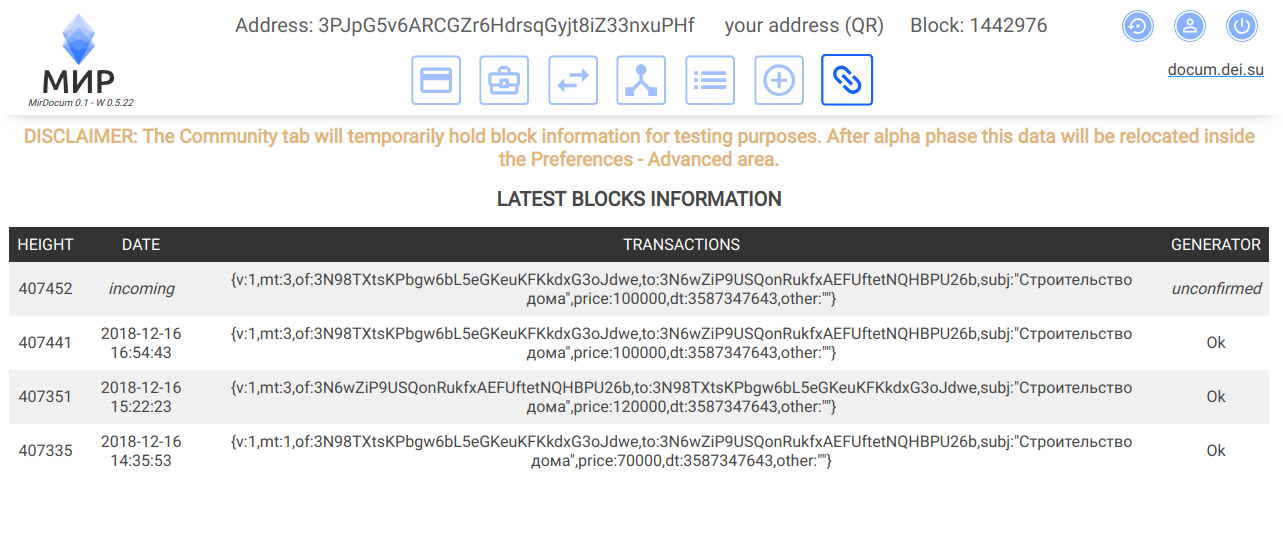 Address: 3PJpG5v6ARCGZr6HdrsqGyjt8iZ33nxuPHf your address (QR) Block: 1442976
МИР
MirDocum 0.1 - W 0.5.22
docum.dei.su
DISCLAIMER: The Community tab will temporarily hold block information for testing purposes. After alpha phase this data will be relocated inside
the Preferences - Advanced area.
LATEST BLOCKS INFORMATION
HEIGHT DATE TRANSACTIONS GENERATOR
407452 incoming {v:1,mt:3,of:3N98TXtsKPbgw6bL5eGKeuKFKkdxG3oJdwe,to:3N6wZiP9USQonRukfxAEFUftetNQHBPU26b,subj:"Строительство
дома",price:100000,dt:3587347643,other:""} unconfirmed
407441 2018-12-16
16:54:43 {v:1,mt:3,of:3N98TXtsKPbgw6bL5eGKeuKFKkdxG3oJdwe,to:3N6wZiP9USQonRukfxAEFUftetNQHBPU26b,subj:"Строительство
дома",price:100000,dt:3587347643,other:""} Ok
407351 2018-12-16
15:22:23 {v:1,mt:3,of:3N6wZiP9USQonRukfxAEFUftetNQHBPU26b,to:3N98TXtsKPbgw6bL5eGKeuKFKkdxG3oJdwe,subj:"Строительство
дома",price:120000,dt:3587347643,other:""} Ok
407335 2018-12-16
14:35:53 {v:1,mt:1,of:3N98TXtsKPbgw6bL5eGKeuKFKkdxG3oJdwe,to:3N6wZiP9USQonRukfxAEFUftetNQHBPU26b,subj:"Строительство
дома",price:70000,dt:3587347643,other:""} Ok